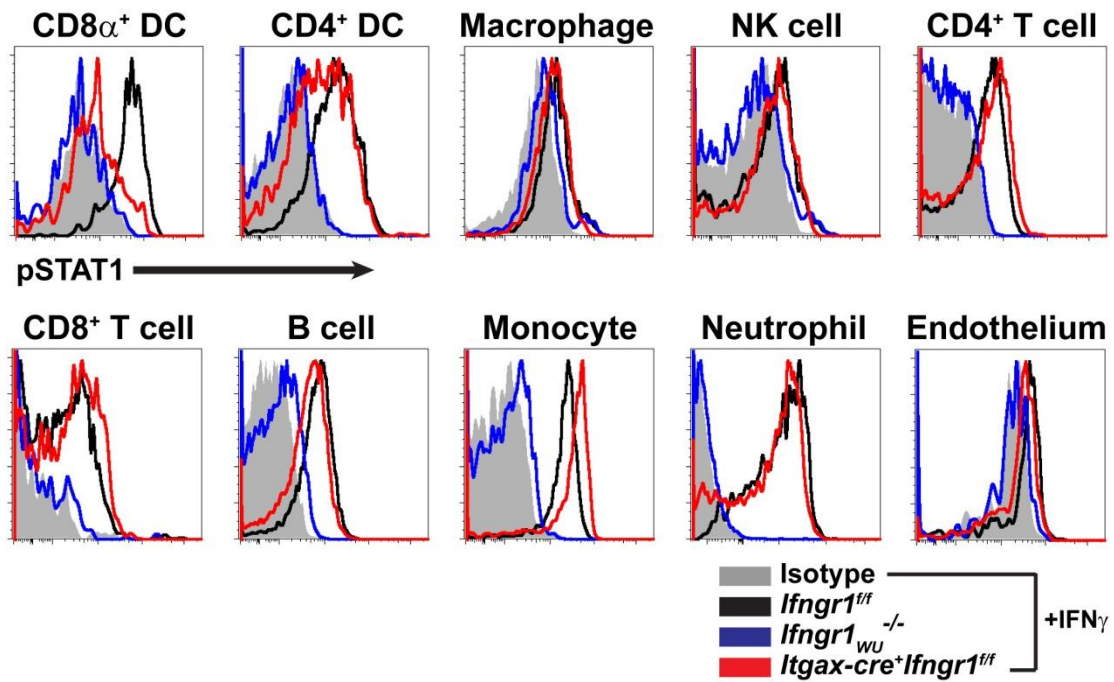 CD8α⁺ DC
CD4⁺ DC
Macrophage
NK cell
CD4⁺ T cell
pSTAT1
CD8⁺ T cell
B cell
Monocyte
Neutrophil
Endothelium
Isotype
Ifngr1f/f
Ifngr1WU-/-
Itgax-cre⁺Ifngr1f/f
+IFNγ